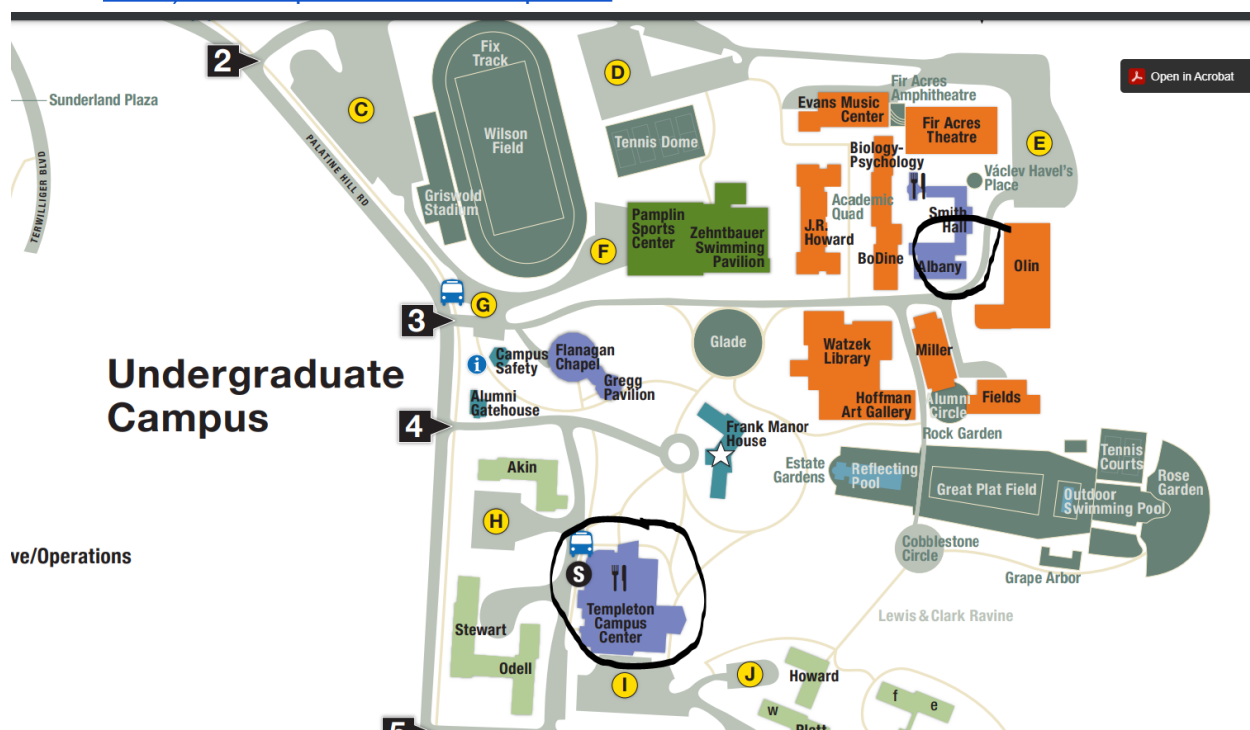 2
Fix
Track
D
Open in Acrobat
Sunderland Plaza
C
Fir Acres
Amphitheatre
Evans Music
Center
Fir Acres
Theatre
TERWILLIGER BLVD
PALATINE HILL RD
Wilson
Field
Tennis Dome
Biology-
Psychology
E
Václev Havel's
Place
Griswold
Stadium
Academic
Quad
Smith
Hall
Pamplin
Sports
Center
Zehntbauer
Swimming
Pavilion
J.R.
Howard
F
BoDine
Albany
Olin
G
3
Glade
Watzek
Library
Miller
i
Campus
Safety
Flanagan
Chapel
Gregg
Pavilion
Undergraduate
Campus
Alumni
Gatehouse
Hoffman
Art Gallery
Alumni
Circle
Fields
4
Frank Manor
House
Rock Garden
Akin
Estate
Gardens
Reflecting
Pool
Great Plat Field
Tennis
Courts
Outdoor
Swimming Pool
Rose
Garden
H
ve/Operations
S
Cobblestone
Circle
Grape Arbor
Templeton
Campus
Center
Lewis & Clark Ravine
Stewart
Odell
I
J
Howard
f
e
w
Platt
5